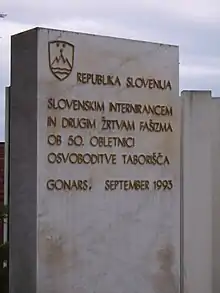 REPUBLIKA SLOVENIJA
SLOVENSKIM INTERNIRANCEM
IN DRUGIM ŽRTVAM FAŠIZMA
OB 50. OBLETNICI
OSVOBODITVE TABORIŠČA
GONARS, SEPTEMBER 1993